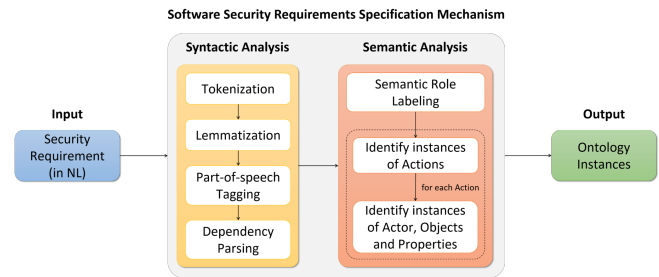 Software Security Requirements Specification Mechanism
Syntactic Analysis
Semantic Analysis
Input
Security
Requirement
(in NL)
Tokenization
Lemmatization
Part-of-speech
Tagging
Dependency
Parsing
Semantic Role
Labeling
Identify instances
of Actions
for each Action
Identify instances
of Actor, Objects
and Properties
Output
Ontology
Instances